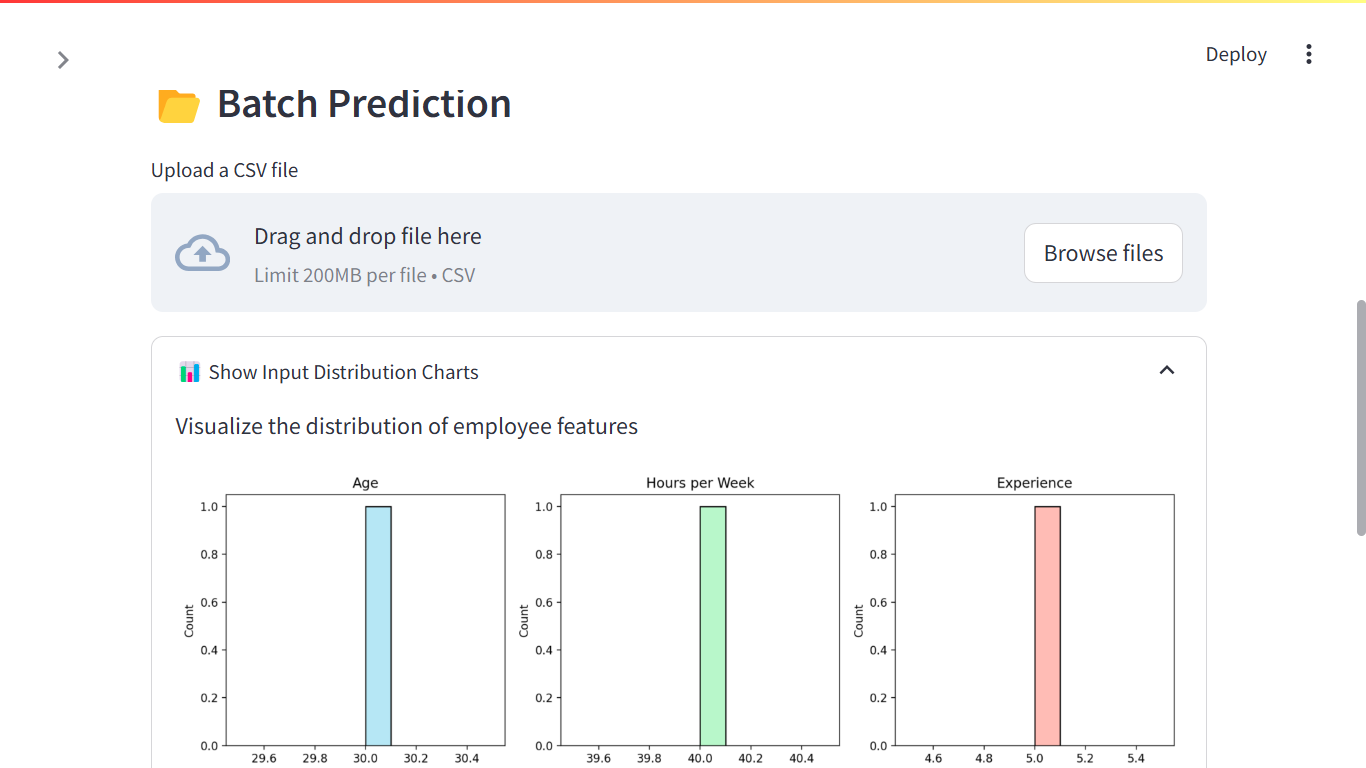 Deploy
Batch Prediction
Upload a CSV file
Drag and drop file here
Limit 200MB per file • CSV
Browse files
Show Input Distribution Charts
Visualize the distribution of employee features
Age
Count
1.0
0.8
0.6
0.4
0.2
0.0
29.6 29.8 30.0 30.2 30.4
Hours per Week
Count
1.0
0.8
0.6
0.4
0.2
0.0
39.6 39.8 40.0 40.2 40.4
Experience
Count
1.0
0.8
0.6
0.4
0.2
0.0
4.6 4.8 5.0 5.2 5.4